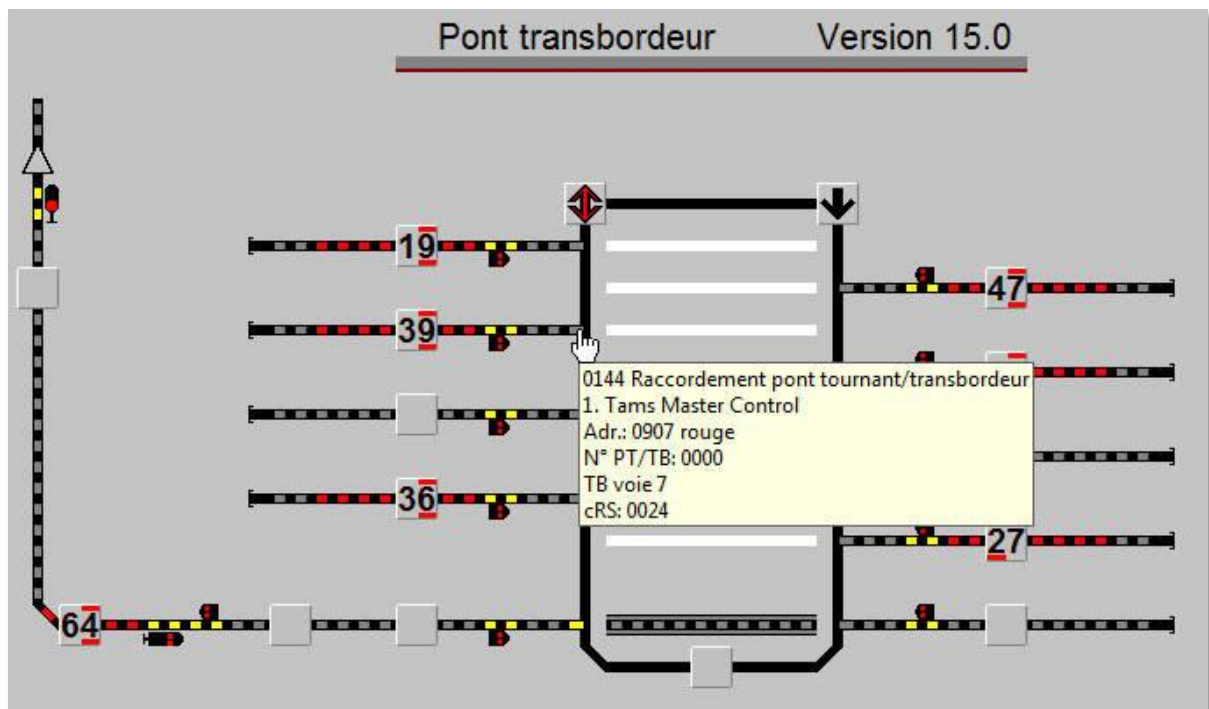 Pont transbordeur Version 15.0
19
47
39
0144 Raccordement pont tournant/transbordeur
1. Tams Master Control
Adr.: 0907 rouge
N° PT/TB: 0000
TB voie 7
cRS: 0024
36
27
64